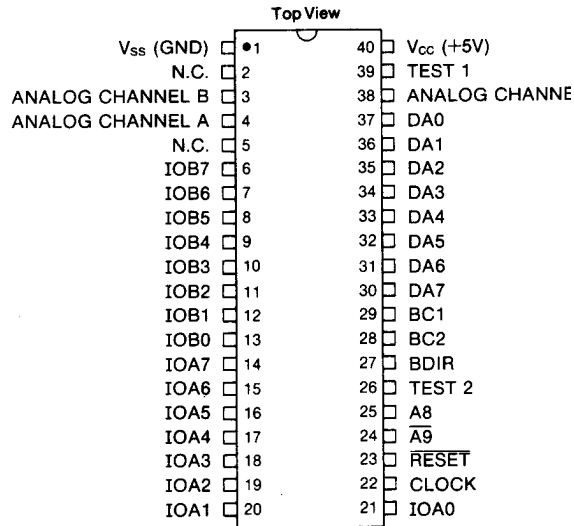 Top View
Vss (GND) 1 40 Vcc (+5V)
N.C. 2 39 TEST 1
ANALOG CHANNEL B 3 38 ANALOG CHANNE
ANALOG CHANNEL A 4 37 DA0
N.C. 5 36 DA1
IOB7 6 35 DA2
IOB6 7 34 DA3
IOB5 8 33 DA4
IOB4 9 32 DA5
IOB3 10 31 DA6
IOB2 11 30 DA7
IOB1 12 29 BC1
IOB0 13 28 BC2
IOA7 14 27 BDIR
IOA6 15 26 TEST 2
IOA5 16 25 A8
IOA4 17 24 A̅9̅
IOA3 18 23 R̅E̅S̅E̅T̅
IOA2 19 22 CLOCK
IOA1 20 21 IOA0